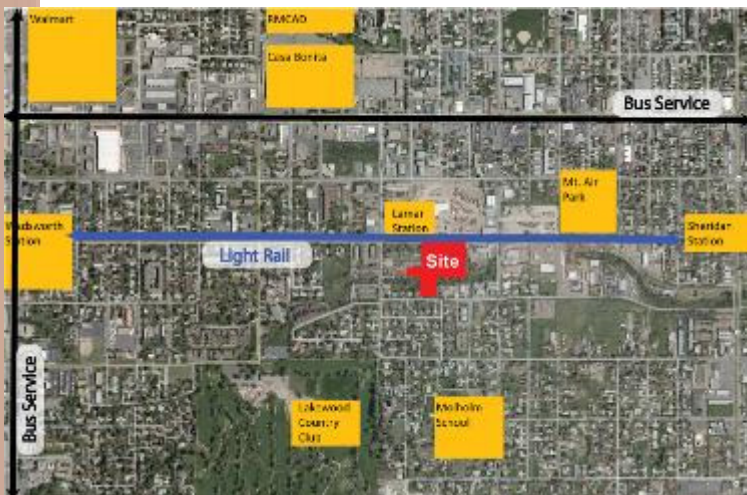 Walmart
RMCAD
Casa Bonita
Bus Service
Mt. Air
Park
Lamar
Station
Wadsworth
Station
Sheridan
Station
Light Rail
Site
Bus Service
Lakewood
Country
Club
Molholm
School